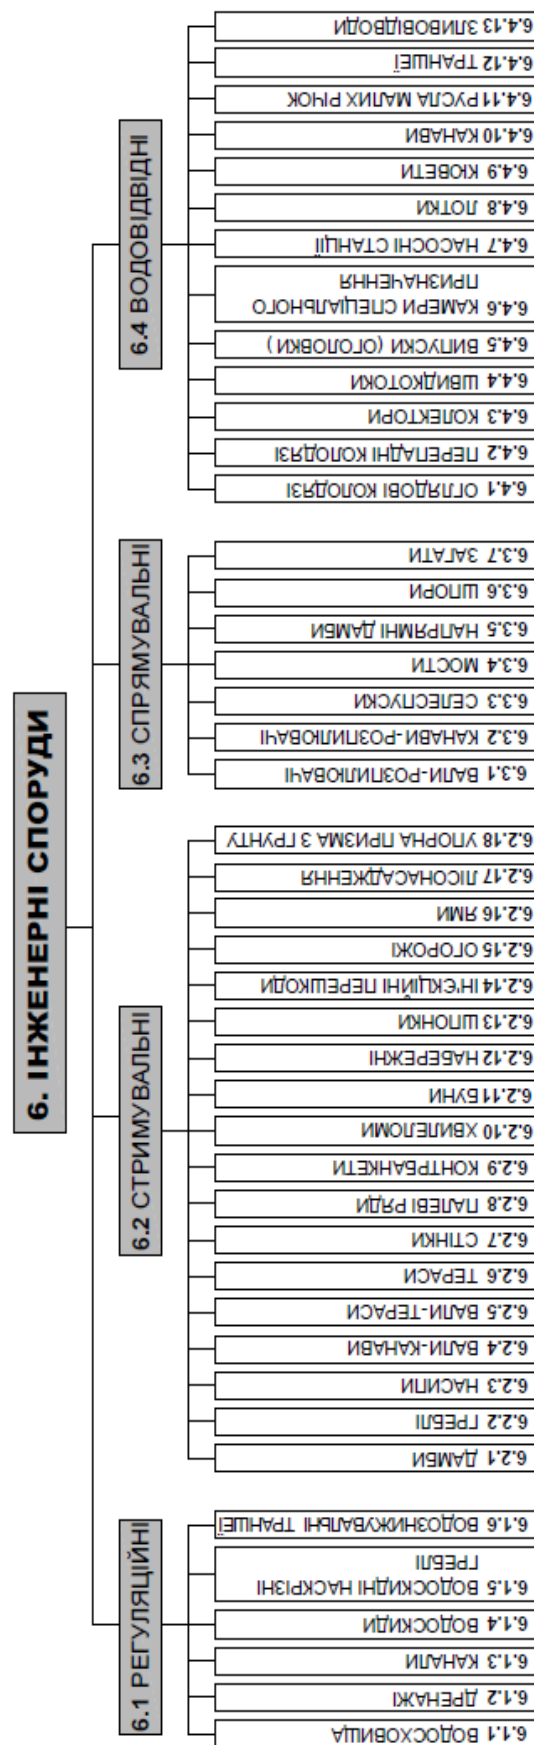 6. ІНЖЕНЕРНІ СПОРУДИ
6.1 РЕГУЛЯЦІЙНІ
6.1.1 ВОДОСХОВИЩА
6.1.2 ДРЕНАЖІ
6.1.3 КАНАЛИ
6.1.4 ВОДОСКИДИ
6.1.5 ВОДОСКИДНІ НАСКРІЗНІ
ГРЕБЛІ
6.1.6 ВОДОЗНИЖУВАЛЬНІ ТРАНШЕЇ
6.2 СТРИМУВАЛЬНІ
6.2.1 ДАМБИ
6.2.2 ГРЕБЛІ
6.2.3 НАСИПИ
6.2.4 ВАЛИ-КАНАВИ
6.2.5 ВАЛИ-ТЕРАСИ
6.2.6 ТЕРАСИ
6.2.7 СТІНКИ
6.2.8 ПАЛЕВІ РЯДИ
6.2.9 КОНТРБАНКЕТИ
6.2.10 ХВИЛЕЛОМИ
6.2.11 БУНИ
6.2.12 НАБЕРЕЖНІ
6.2.13 ШПОНКИ
6.2.14 ІН'ЄКЦІЙНІ ПЕРЕШКОДИ
6.2.15 ОГОРОЖІ
6.2.16 ЯМИ
6.2.17 ЛІСОНАСАДЖЕННЯ
6.2.18 УПОРНА ПРИЗМА З ГРУНТУ
6.3 СПРЯМУВАЛЬНІ
6.3.1 ВАЛИ-РОЗПИЛЮВАЧІ
6.3.2 КАНАВИ-РОЗПИЛЮВАЧІ
6.3.3 СЕЛЕСПУСКИ
6.3.4 МОСТИ
6.3.5 НАПРЯМНІ ДАМБИ
6.3.6 ШПОРИ
6.3.7 ЗАГАТИ
6.4 ВОДОВІДВІДНІ
6.4.1 ОГЛЯДОВІ КОЛОДЯЗІ
6.4.2 ПЕРЕПАДНІ КОЛОДЯЗІ
6.4.3 КОЛЕКТОРИ
6.4.4 ШВИДКОТОКИ
6.4.5 ВИПУСКИ (ОГОЛОВКИ )
6.4.6 КАМЕРИ СПЕЦІАЛЬНОГО
ПРИЗНАЧЕННЯ
6.4.7 НАСОСНІ СТАНЦІЇ
6.4.8 ЛОТКИ
6.4.9 КЮВЕТИ
6.4.10 КАНАВИ
6.4.11 РУСЛА МАЛИХ РІЧОК
6.4.12 ТРАНШЕЇ
6.4.13 ЗЛИВОВІДВОДИ